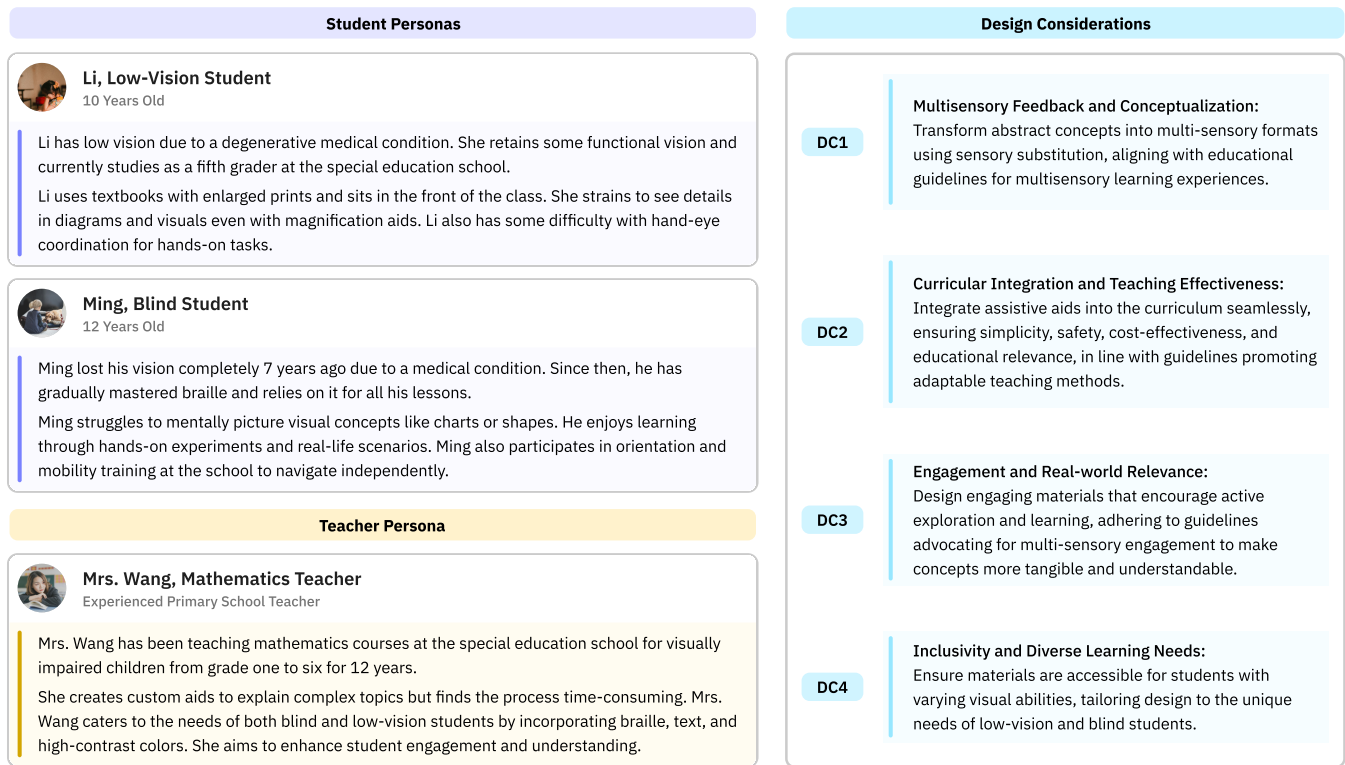 Student Personas
Li, Low-Vision Student
10 Years Old
Li has low vision due to a degenerative medical condition. She retains some functional vision and
currently studies as a fifth grader at the special education school.
Li uses textbooks with enlarged prints and sits in the front of the class. She strains to see details
in diagrams and visuals even with magnification aids. Li also has some difficulty with hand-eye
coordination for hands-on tasks.
Ming, Blind Student
12 Years Old
Ming lost his vision completely 7 years ago due to a medical condition. Since then, he has
gradually mastered braille and relies on it for all his lessons.
Ming struggles to mentally picture visual concepts like charts or shapes. He enjoys learning
through hands-on experiments and real-life scenarios. Ming also participates in orientation and
mobility training at the school to navigate independently.
Teacher Persona
Mrs. Wang, Mathematics Teacher
Experienced Primary School Teacher
Mrs. Wang has been teaching mathematics courses at the special education school for visually
impaired children from grade one to six for 12 years.
She creates custom aids to explain complex topics but finds the process time-consuming. Mrs.
Wang caters to the needs of both blind and low-vision students by incorporating braille, text, and
high-contrast colors. She aims to enhance student engagement and understanding.
Design Considerations
DC1
Multisensory Feedback and Conceptualization:
Transform abstract concepts into multi-sensory formats
using sensory substitution, aligning with educational
guidelines for multisensory learning experiences.
DC2
Curricular Integration and Teaching Effectiveness:
Integrate assistive aids into the curriculum seamlessly,
ensuring simplicity, safety, cost-effectiveness, and
educational relevance, in line with guidelines promoting
adaptable teaching methods.
DC3
Engagement and Real-world Relevance:
Design engaging materials that encourage active
exploration and learning, adhering to guidelines
advocating for multi-sensory engagement to make
concepts more tangible and understandable.
DC4
Inclusivity and Diverse Learning Needs:
Ensure materials are accessible for students with
varying visual abilities, tailoring design to the unique
needs of low-vision and blind students.